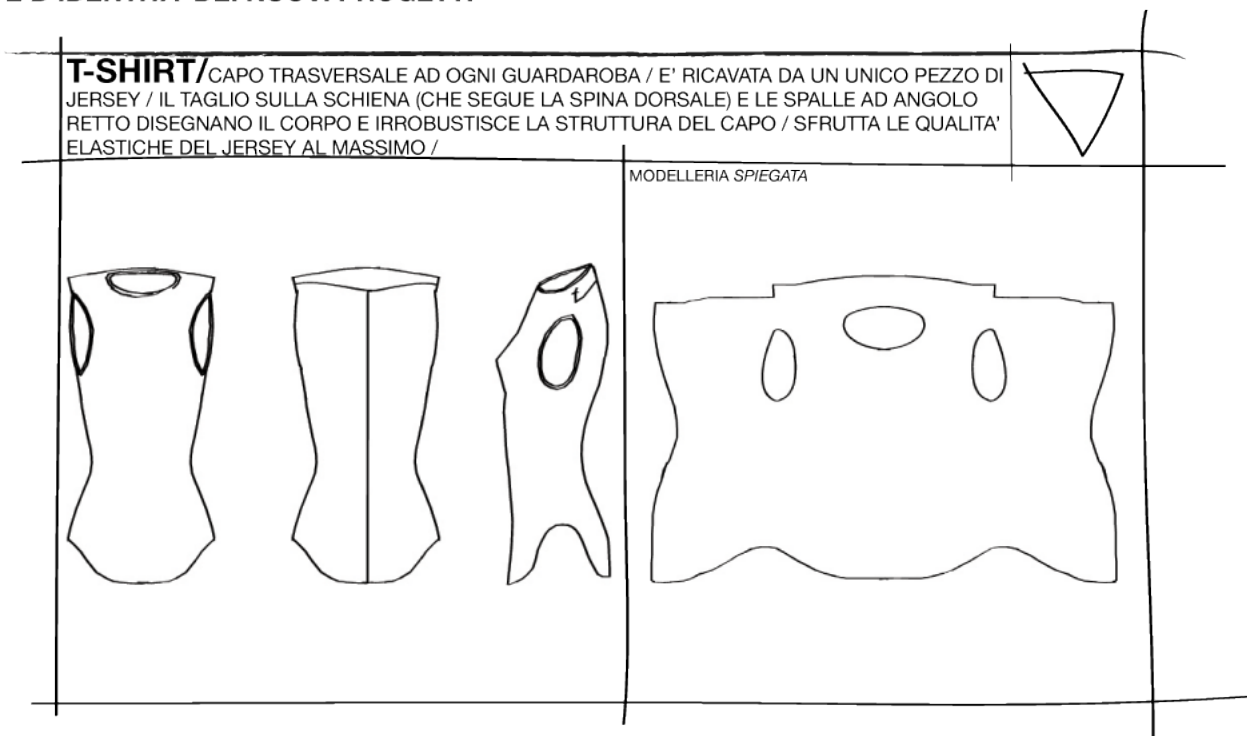 T-SHIRT/CAPO TRASVERSALE AD OGNI GUARDAROBA / E' RICAVATA DA UN UNICO PEZZO DI
JERSEY / IL TAGLIO SULLA SCHIENA (CHE SEGUE LA SPINA DORSALE) E LE SPALLE AD ANGOLO
RETTO DISEGNANO IL CORPO E IRROBUSTISCE LA STRUTTURA DEL CAPO / SFRUTTA LE QUALITA'
ELASTICHE DEL JERSEY AL MASSIMO /
MODELLERIA SPIEGATA